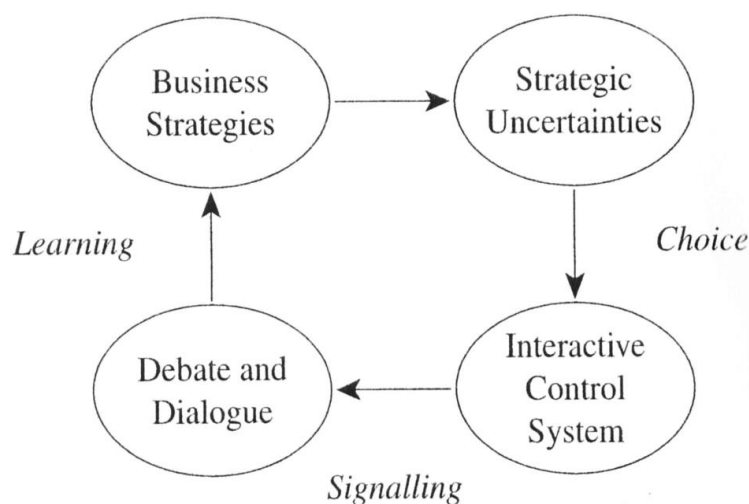 Business
Strategies
Strategic
Uncertainties
Learning
Choice
Debate and
Dialogue
Interactive
Control
System
Signalling